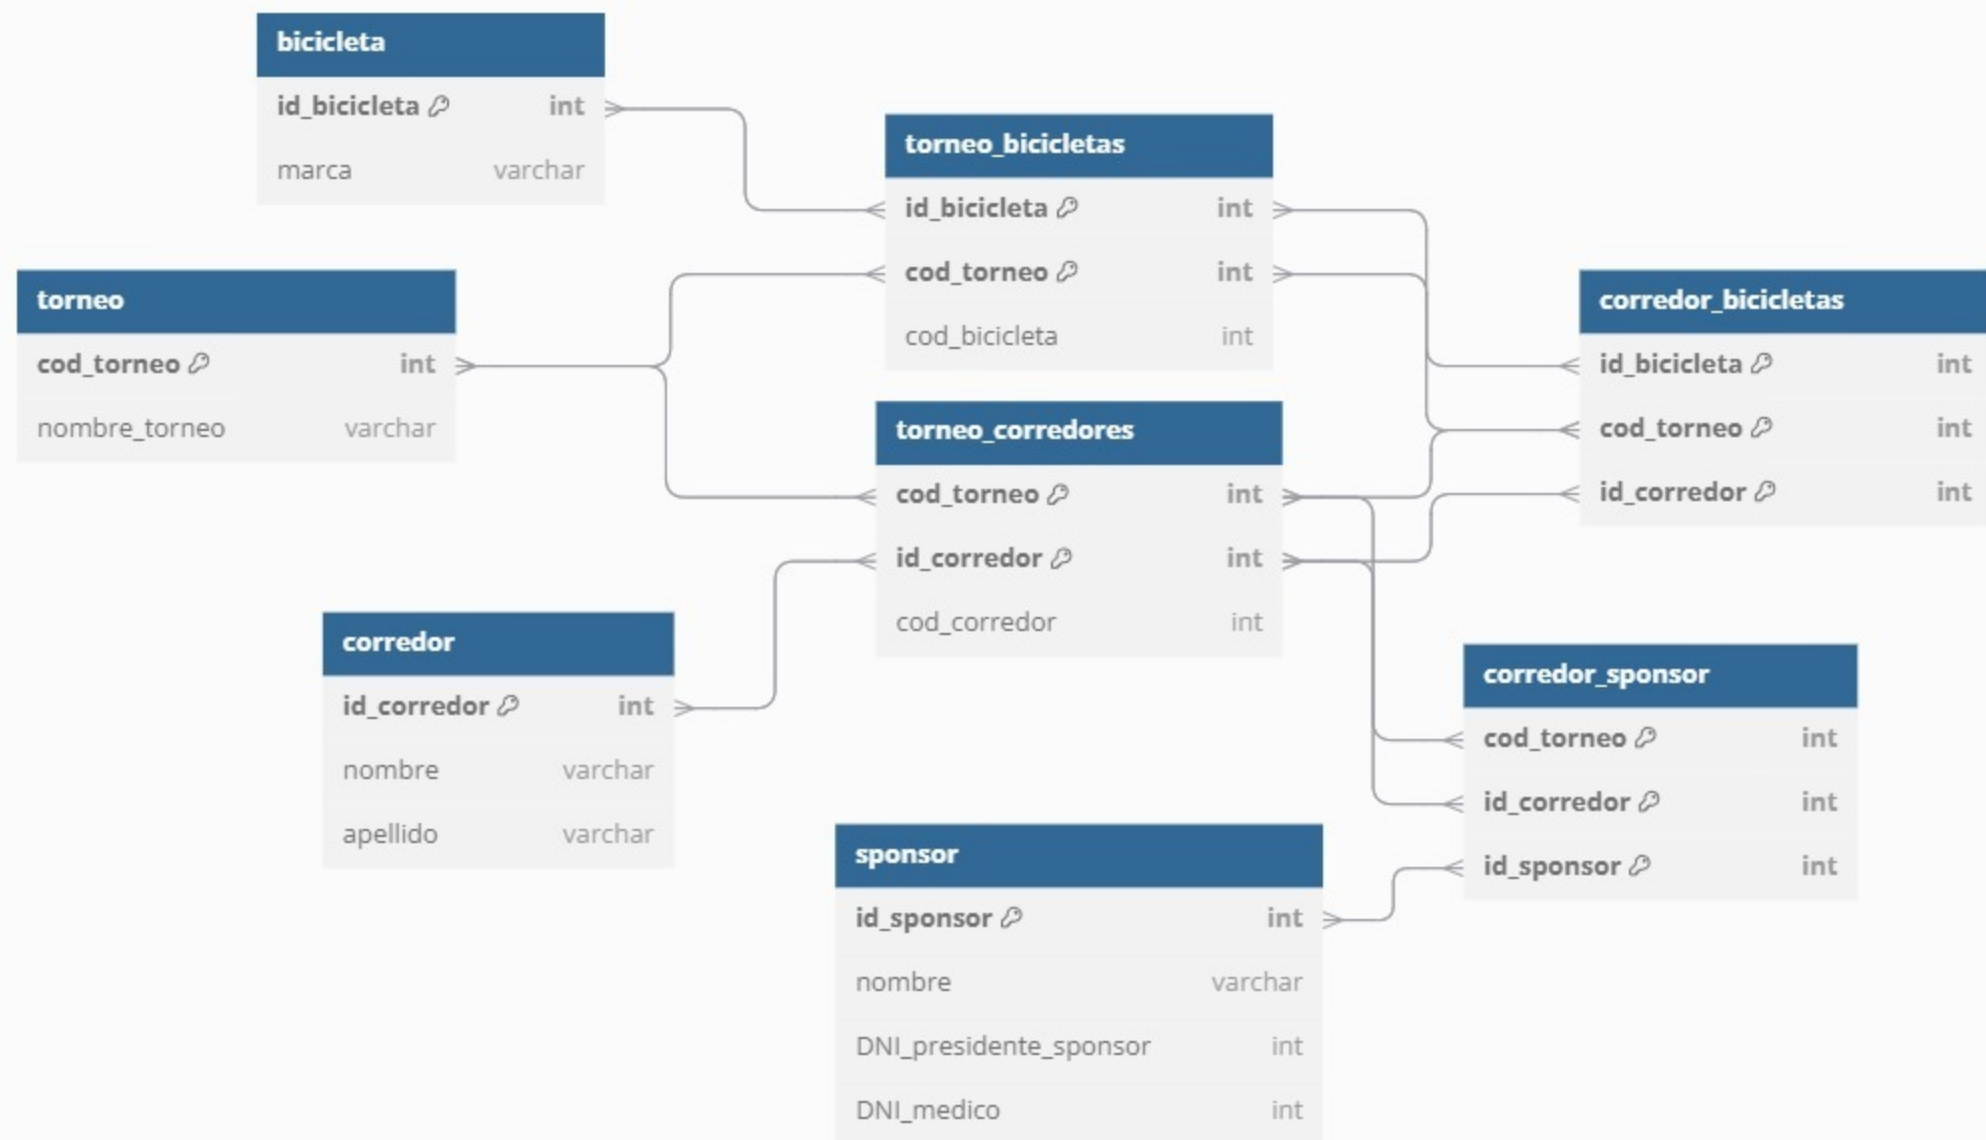 bicicleta
id_bicicleta int
marca varchar
torneo_bicicletas
id_bicicleta int
cod_torneo int
cod_bicicleta int
torneo
cod_torneo int
nombre_torneo varchar
corredor_bicicletas
id_bicicleta int
cod_torneo int
id_corredor int
torneo_corredores
cod_torneo int
id_corredor int
cod_corredor int
corredor
id_corredor int
nombre varchar
apellido varchar
corredor_sponsor
cod_torneo int
id_corredor int
id_sponsor int
sponsor
id_sponsor int
nombre varchar
DNI_presidente_sponsor int
DNI_medico int